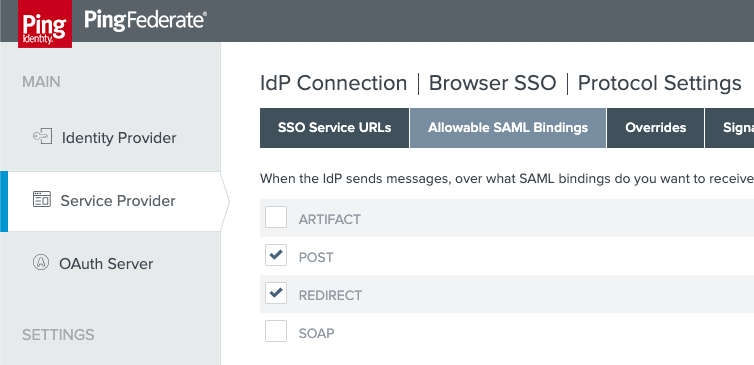 Ping
Identity.
PingFederate®
MAIN
Identity Provider
Service Provider
OAuth Server
SETTINGS
IdP Connection | Browser SSO | Protocol Settings
SSO Service URLs
Allowable SAML Bindings
Overrides
Signa
When the IdP sends messages, over what SAML bindings do you want to receive
ARTIFACT
POST
REDIRECT
SOAP